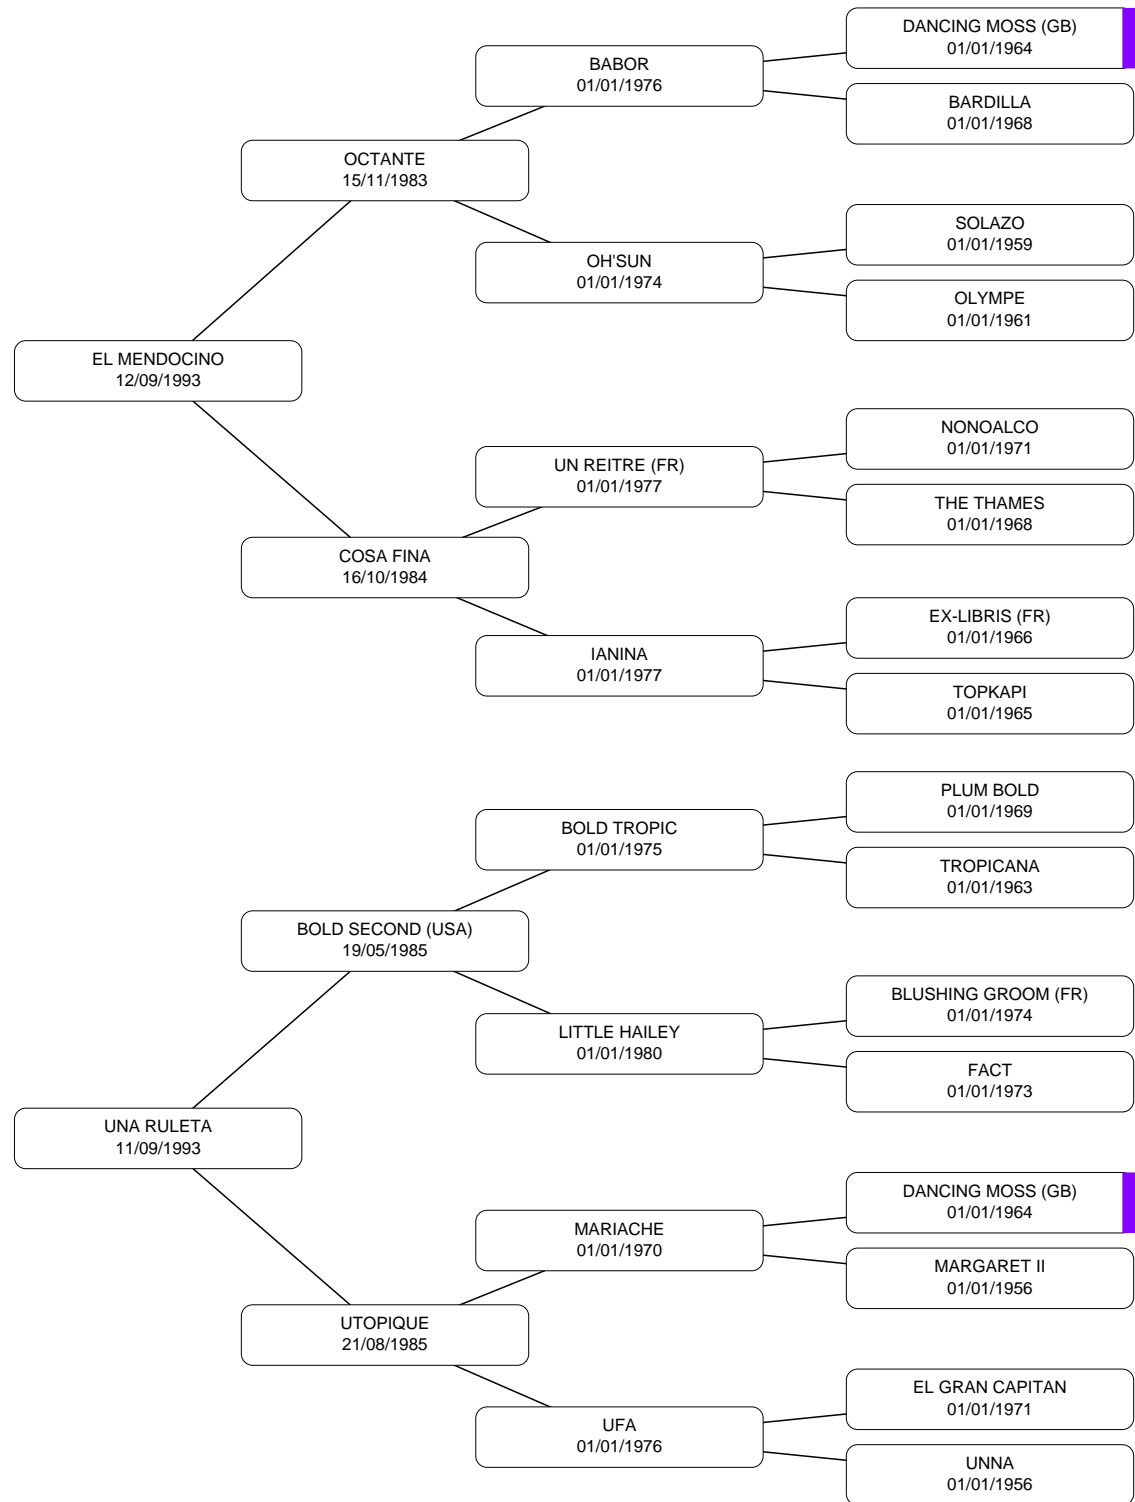 DANCING MOSS (GB)
01/01/1964
BABOR
01/01/1976
BARDILLA
01/01/1968
OCTANTE
15/11/1983
SOLAZO
01/01/1959
OH'SUN
01/01/1974
OLYMPE
01/01/1961
EL MENDOCINO
12/09/1993
NONOALCO
01/01/1971
UN REITRE (FR)
01/01/1977
THE THAMES
01/01/1968
COSA FINA
16/10/1984
EX-LIBRIS (FR)
01/01/1966
IANINA
01/01/1977
TOPKAPI
01/01/1965
PLUM BOLD
01/01/1969
BOLD TROPIC
01/01/1975
TROPICANA
01/01/1963
BOLD SECOND (USA)
19/05/1985
BLUSHING GROOM (FR)
01/01/1974
LITTLE HAILEY
01/01/1980
FACT
01/01/1973
UNA RULETA
11/09/1993
DANCING MOSS (GB)
01/01/1964
MARIACHE
01/01/1970
MARGARET II
01/01/1956
UTOPIQUE
21/08/1985
EL GRAN CAPITAN
01/01/1971
UFA
01/01/1976
UNNA
01/01/1956